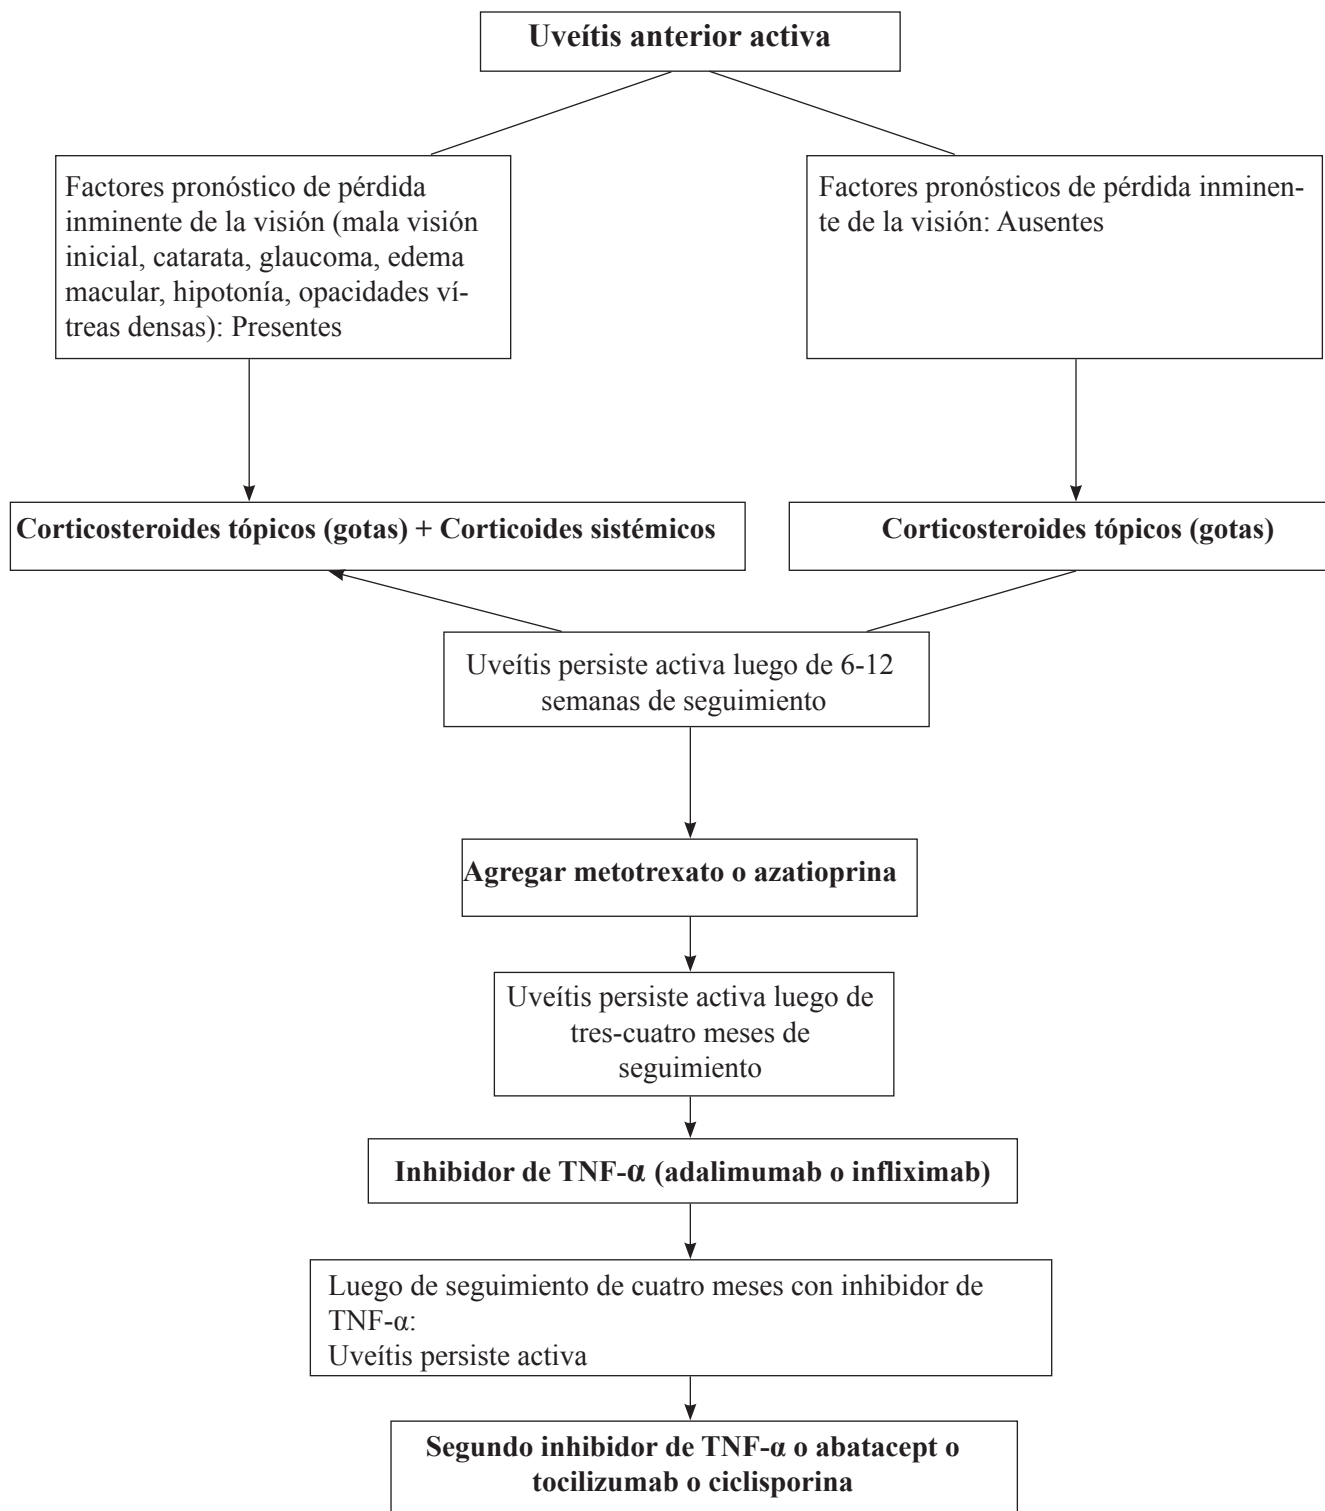 Uveítis anterior activa
Factores pronóstico de pérdida
inminente de la visión (mala visión
inicial, catarata, glaucoma, edema
macular, hipotonía, opacidades ví-
treas densas): Presentes
Factores pronósticos de pérdida inminen-
te de la visión: Ausentes
Corticosteroides tópicos (gotas) + Corticoides sistémicos
Corticosteroides tópicos (gotas)
Uveítis persiste activa luego de 6-12
semanas de seguimiento
Agregar metotrexato o azatioprina
Uveítis persiste activa luego de
tres-cuatro meses de
seguimiento
Inhibidor de TNF-α (adalimumab o infliximab)
Luego de seguimiento de cuatro meses con inhibidor de
TNF-α:
Uveítis persiste activa
Segundo inhibidor de TNF-α o abatacept o
tocilizumab o ciclisporina